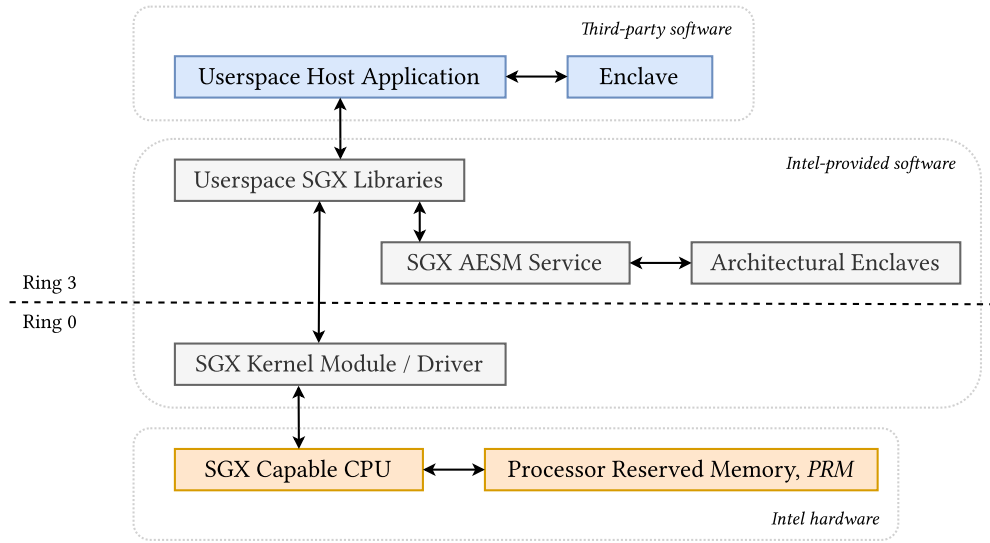 Third-party software
Userspace Host Application
Enclave
Intel-provided software
Userspace SGX Libraries
SGX AESM Service
Architectural Enclaves
Ring 3
Ring 0
SGX Kernel Module / Driver
SGX Capable CPU
Processor Reserved Memory, PRM
Intel hardware